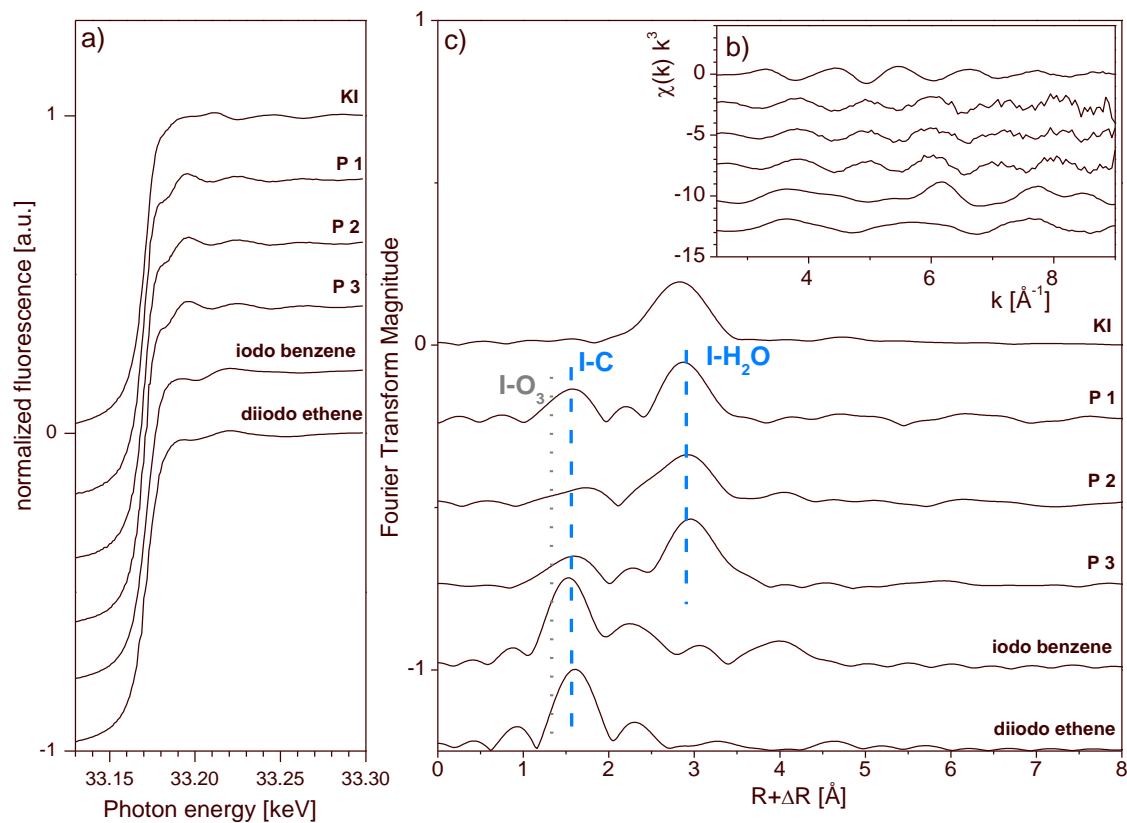 a)
KI
P 1
P 2
P 3
iodo benzene
diiodo ethene
1
0
-1
normalized fluorescence [a.u.]
33.15
33.20
33.25
33.30
Photon energy [keV]
c)
1
0
-1
Fourier Transform Magnitude
b)
χ(k) k³
0
-5
-10
-15
4
6
8
k [Å⁻¹]
KI
I-C
I-H₂O
I-O₃
P 1
P 2
P 3
iodo benzene
diiodo ethene
0
1
2
3
4
5
6
7
8
R+ΔR [Å]